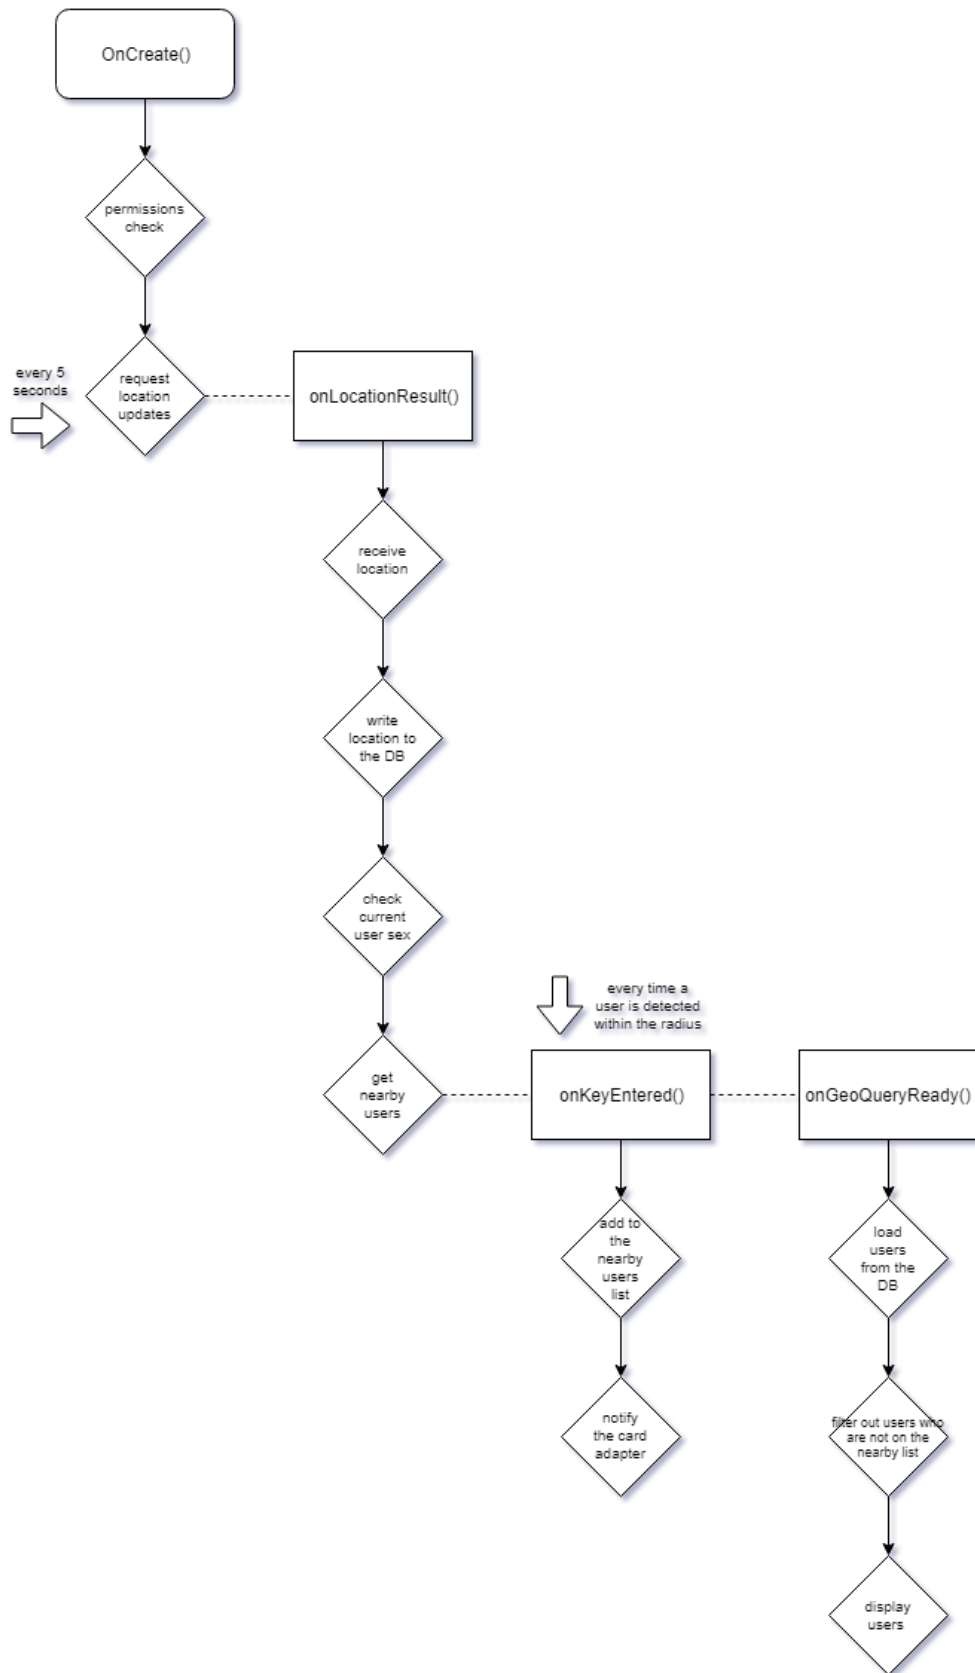 OnCreate()
permissions
check
every 5
seconds
request
location
updates
onLocationResult()
receive
location
write
location to
the DB
check
current
user sex
get
nearby
users
every time a
user is detected
within the radius
onKeyEntered()
onGeoQueryReady()
add to
the
nearby
users
list
load
users
from the
DB
notify
the card
adapter
filter out users who
are not on the
nearby list
display
users